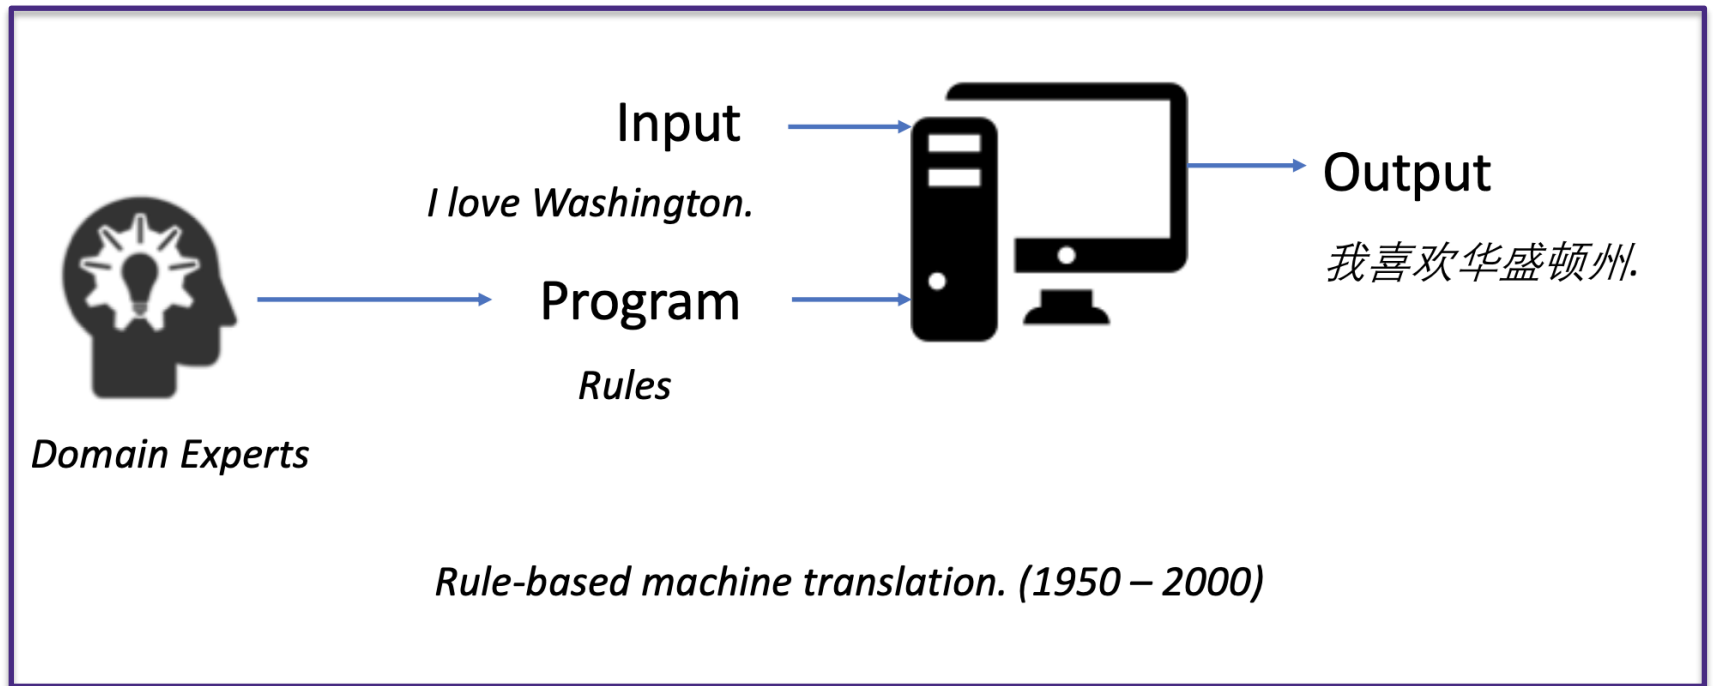 Input
I love Washington.
Program
Rules
Domain Experts
Output
我喜欢华盛顿州.
Rule-based machine translation. (1950 – 2000)